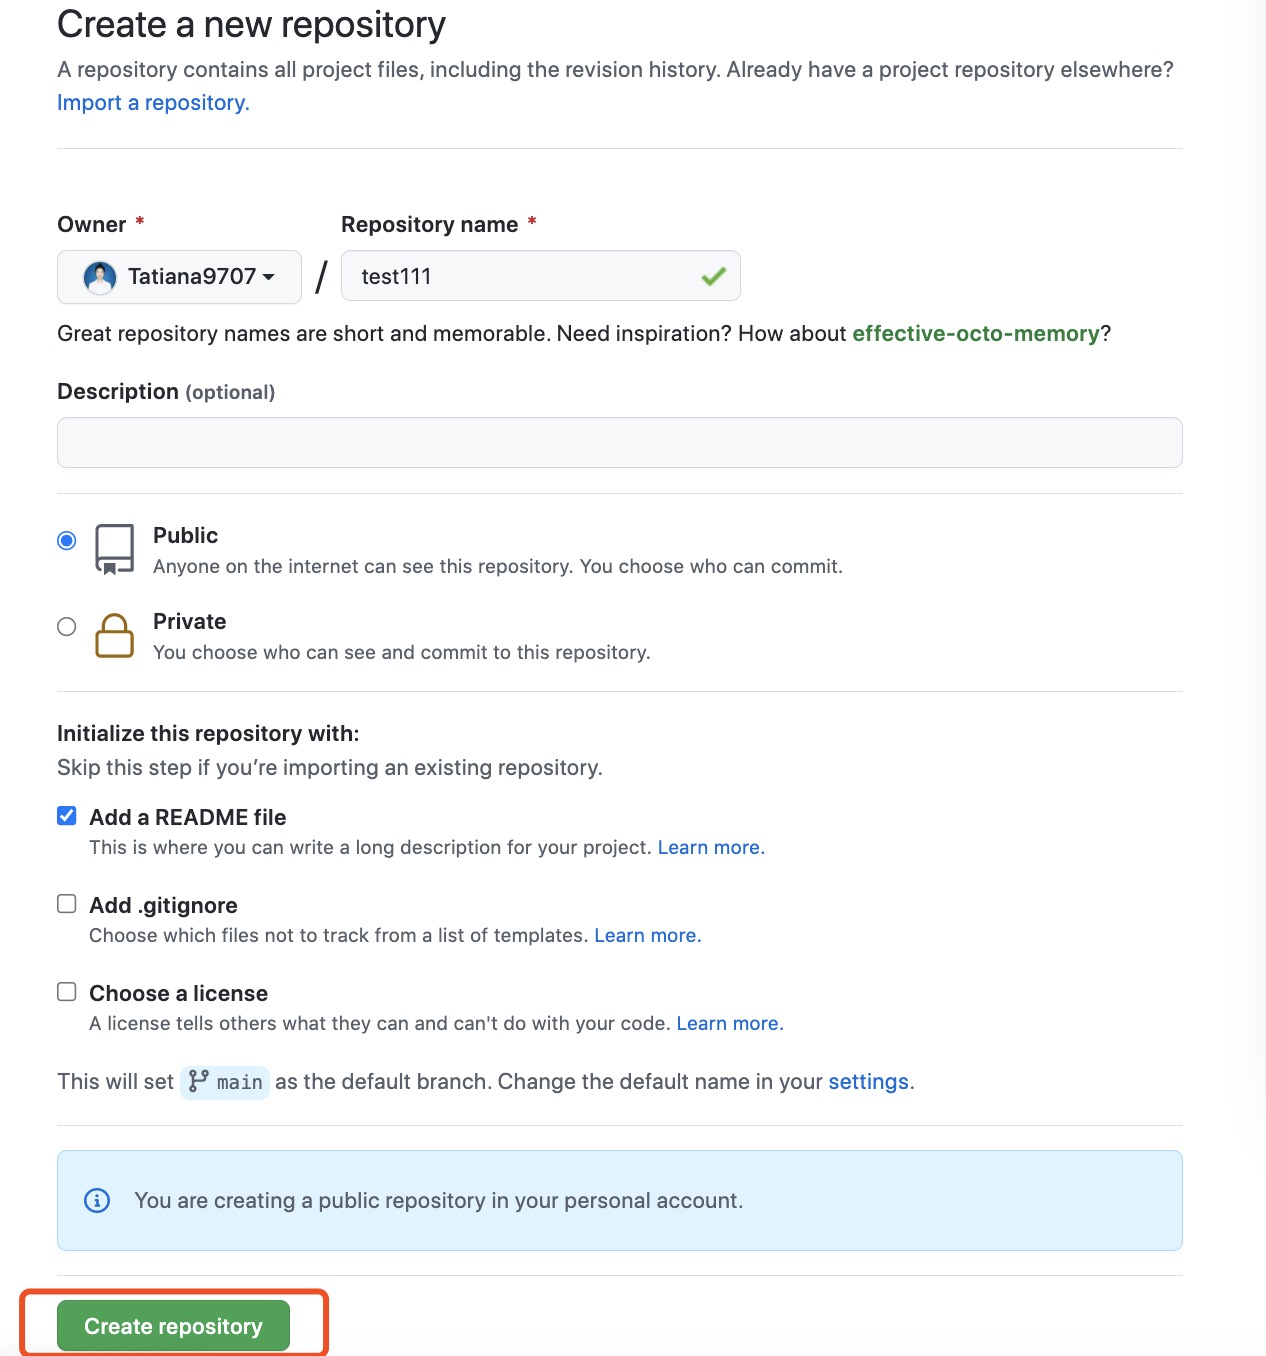 Create a new repository
A repository contains all project files, including the revision history. Already have a project repository elsewhere?
Import a repository.
Owner *
Repository name *
Tatiana9707
/
test111
Great repository names are short and memorable. Need inspiration? How about effective-octo-memory?
Description (optional)
Public
Anyone on the internet can see this repository. You choose who can commit.
Private
You choose who can see and commit to this repository.
Initialize this repository with:
Skip this step if you’re importing an existing repository.
Add a README file
This is where you can write a long description for your project. Learn more.
Add .gitignore
Choose which files not to track from a list of templates. Learn more.
Choose a license
A license tells others what they can and can't do with your code. Learn more.
This will set main as the default branch. Change the default name in your settings.
You are creating a public repository in your personal account.
Create repository